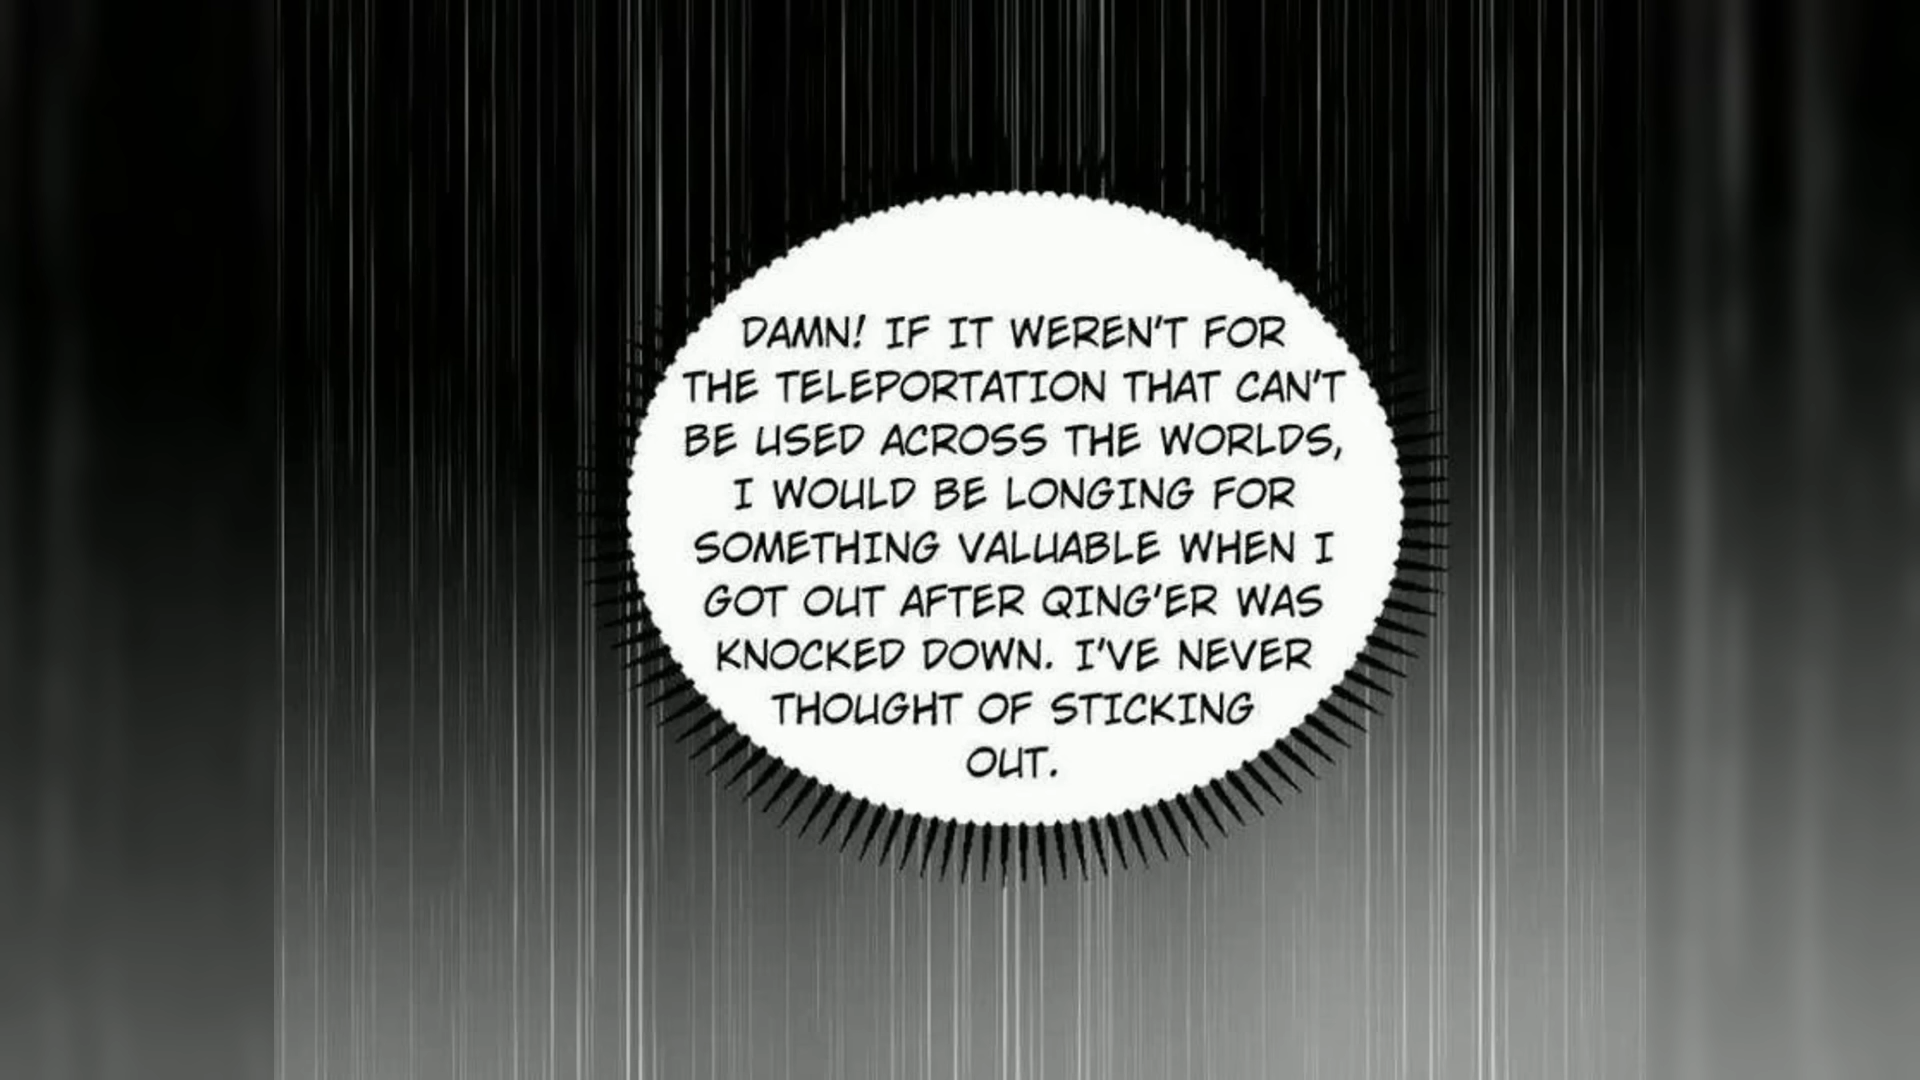 DAMN! IF IT WEREN'T FOR
THE TELEPORTATION THAT CAN'T
BE USED ACROSS THE WORLDS,
I WOULD BE LONGING FOR
SOMETHING VALUABLE WHEN I
GOT OUT AFTER QING'ER WAS
KNOCKED DOWN. I'VE NEVER
THOUGHT OF STICKING
OUT.